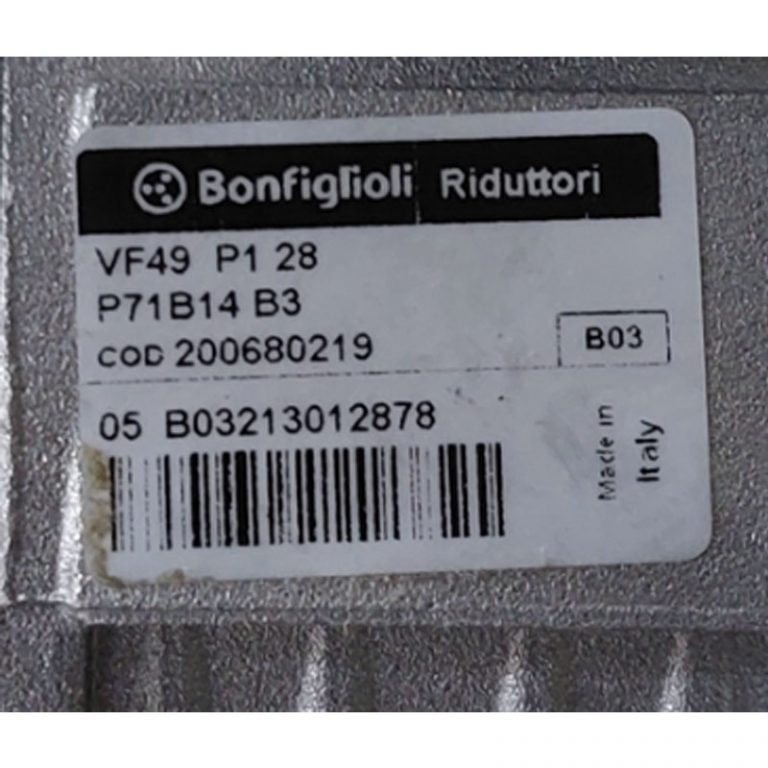 Bonfiglioli Riduttori
VF49 P1 28
P71B14 B3
COD 200680219
B03
05 B03213012878
Made in
Italy